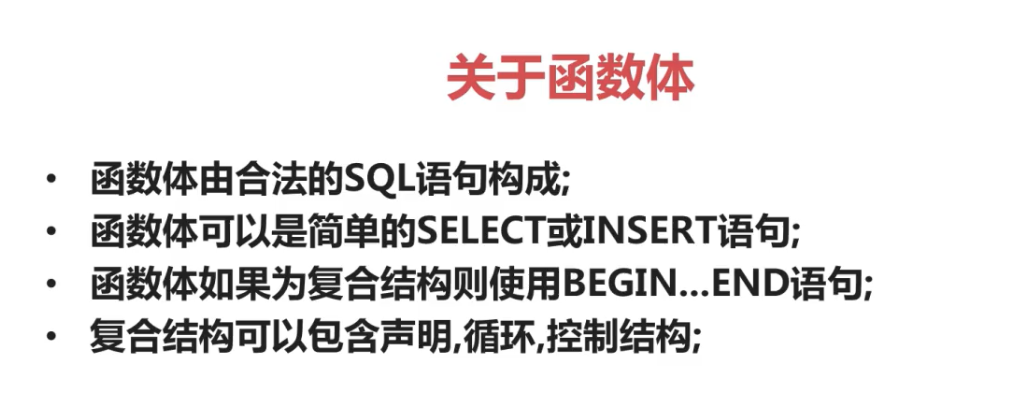 关于函数体
• 函数体由合法的SQL语句构成;
• 函数体可以是简单的SELECT或INSERT语句;
• 函数体如果为复合结构则使用BEGIN...END语句;
• 复合结构可以包含声明,循环,控制结构;